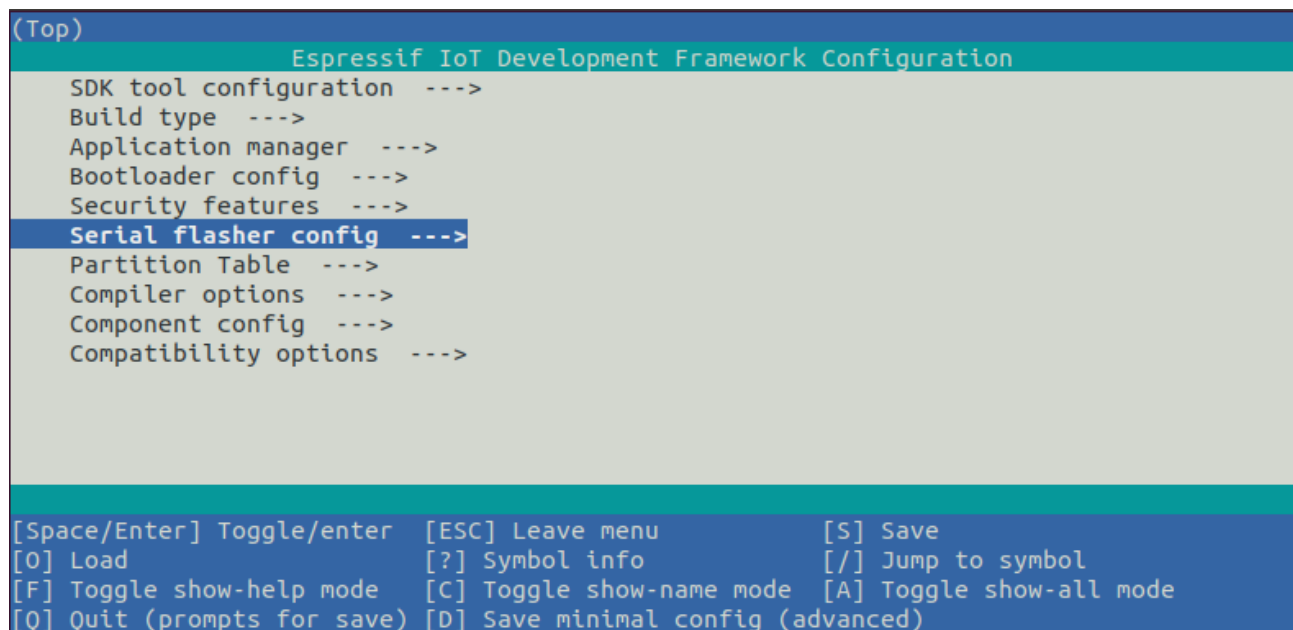 (Top)
Espressif IoT Development Framework Configuration
SDK tool configuration  --->
Build type  --->
Application manager  --->
Bootloader config  --->
Security features  --->
Serial flasher config  --->
Partition Table  --->
Compiler options  --->
Component config  --->
Compatibility options  --->
[Space/Enter] Toggle/enter  [ESC] Leave menu  [S] Save
[O] Load  [?] Symbol info  [/] Jump to symbol
[F] Toggle show-help mode  [C] Toggle show-name mode  [A] Toggle show-all mode
[Q] Quit (prompts for save)  [D] Save minimal config (advanced)